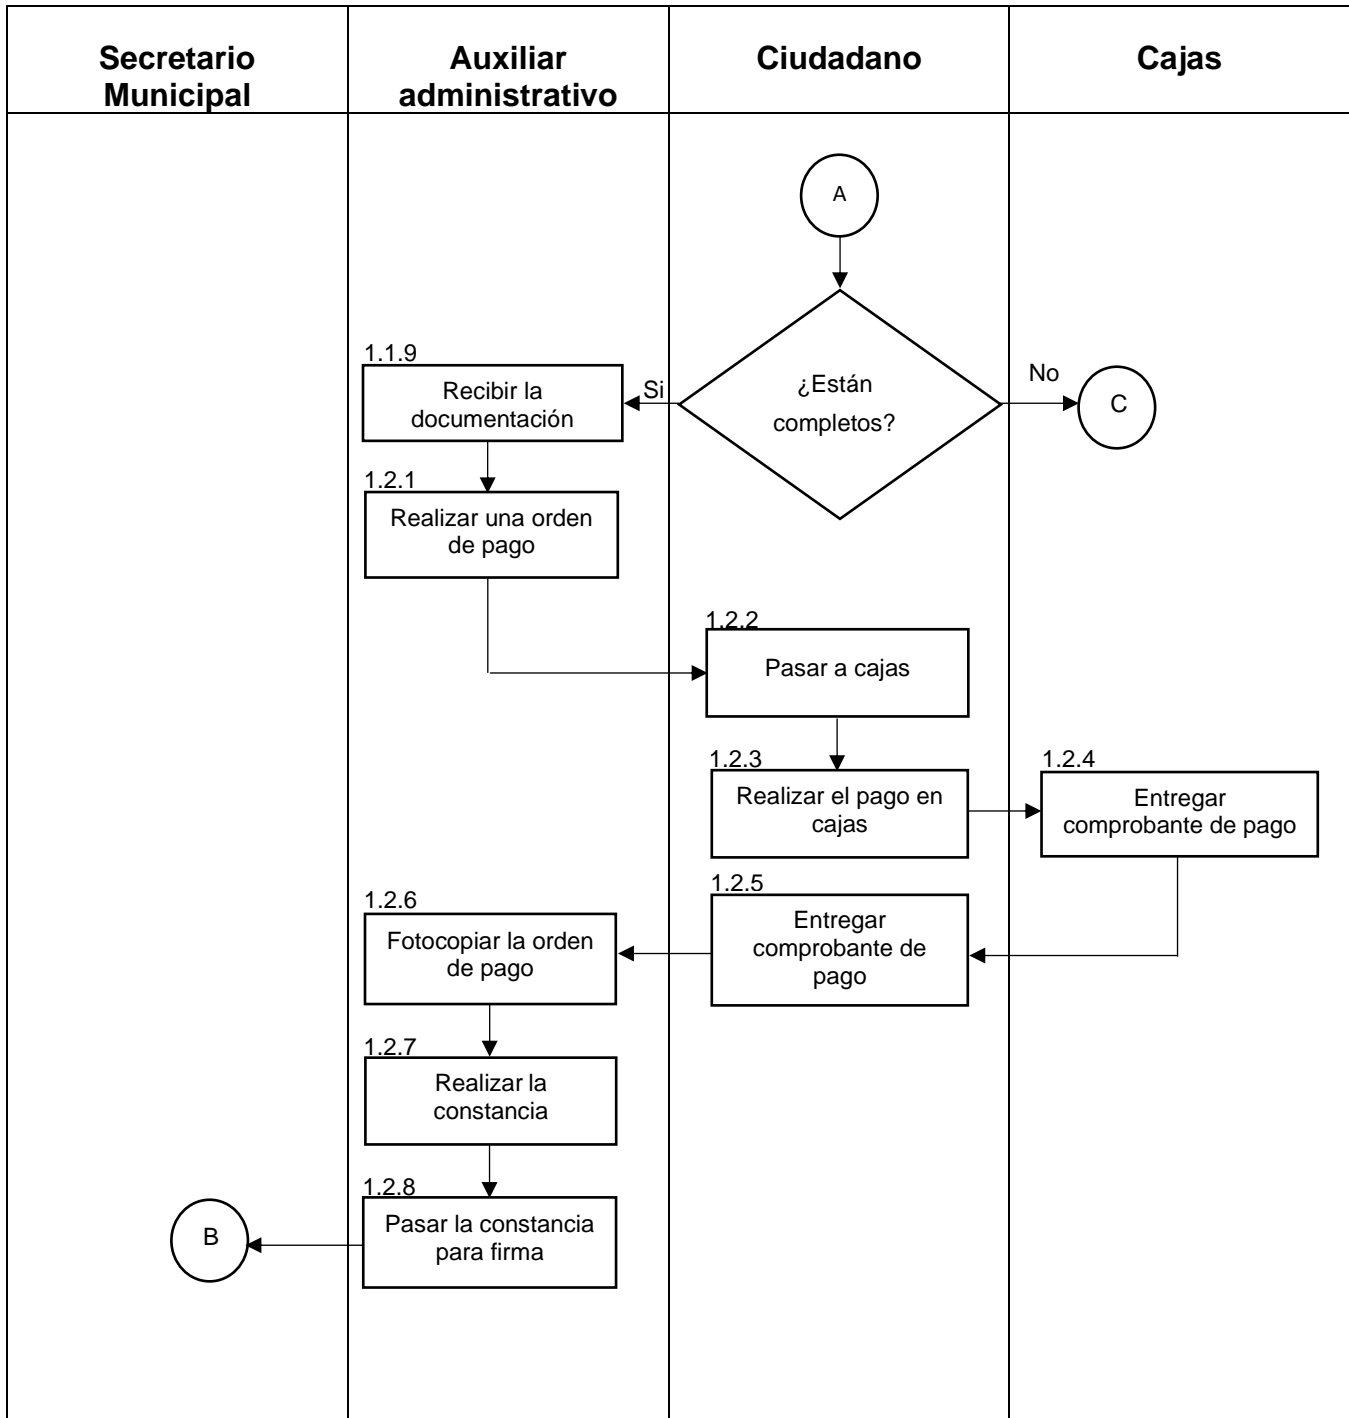 Secretario
Municipal
Auxiliar
administrativo
Ciudadano
Cajas
A
¿Están
completos?
Si
No
C
1.1.9
Recibir la
documentación
1.2.1
Realizar una orden
de pago
1.2.2
Pasar a cajas
1.2.3
Realizar el pago en
cajas
1.2.4
Entregar
comprobante de pago
1.2.5
Entregar
comprobante de
pago
1.2.6
Fotocopiar la orden
de pago
1.2.7
Realizar la
constancia
1.2.8
Pasar la constancia
para firma
B